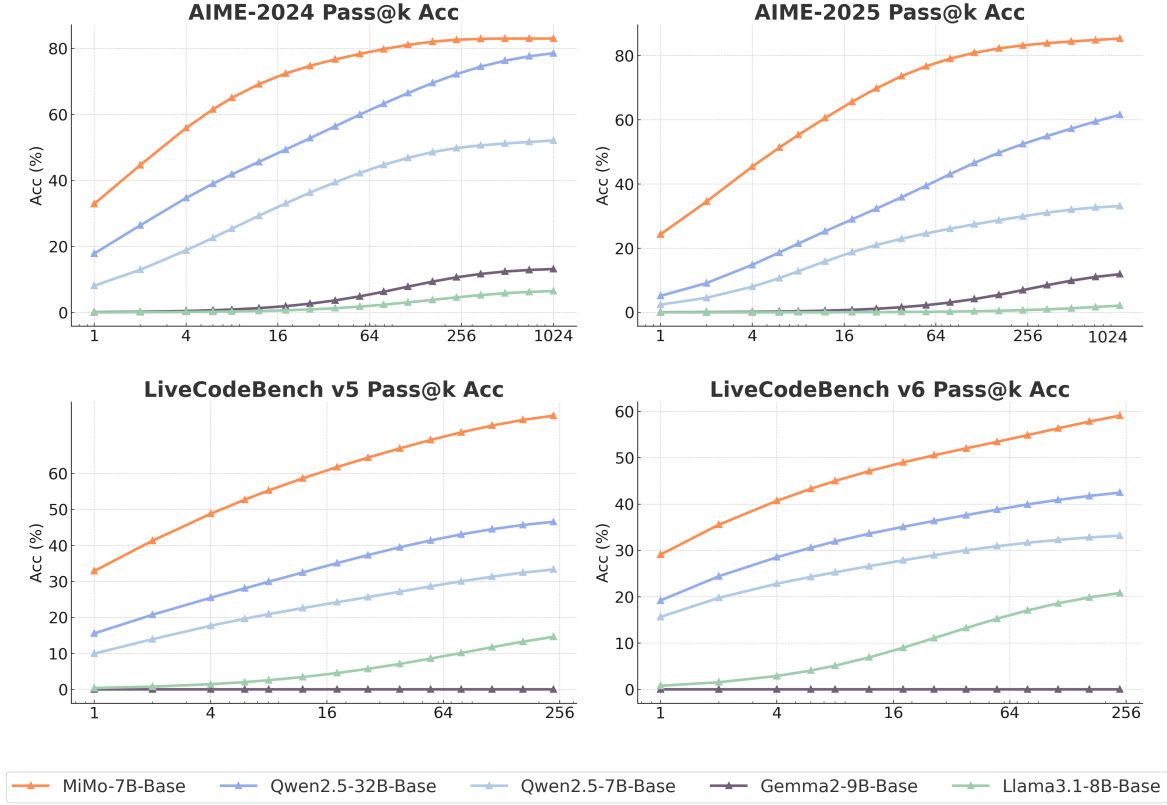 AIME-2024 Pass@k Acc
Acc (%)
80
60
40
20
0
1 4 16 64 256 1024
AIME-2025 Pass@k Acc
Acc (%)
80
60
40
20
0
1 4 16 64 256 1024
LiveCodeBench v5 Pass@k Acc
Acc (%)
60
50
40
30
20
10
0
1 4 16 64 256
LiveCodeBench v6 Pass@k Acc
Acc (%)
60
50
40
30
20
10
0
1 4 16 64 256
MiMo-7B-Base Qwen2.5-32B-Base Qwen2.5-7B-Base Gemma2-9B-Base Llama3.1-8B-Base